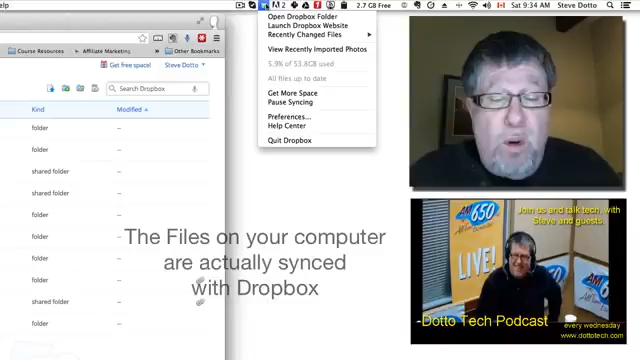 elp
2
2.7 GB Free
Sat 9:34 AM
Steve Dotto
Open Dropbox Folder
Launch Dropbox Website
Recently Changed Files
View Recently Imported Photos
5.9% of 53.8GB used
All files up to date
Get More Space
Pause Syncing
Preferences...
Help Center
Quit Dropbox
Course Resources
Affiliate Marketing
»
Other Bookmarks
Get free space!
Steve Dotto
Search Dropbox
Kind
Modified
folder
--
folder
--
shared folder
--
shared folder
--
folder
--
folder
--
folder
--
folder
shared folder
--
folder
--
The Files on your computer
are actually synced
with Dropbox
AM
650
LIVE!
Join us and talk tech, with
Steve and guests.
Dotto Tech Podcast
every wednesday
www.dottotech.com